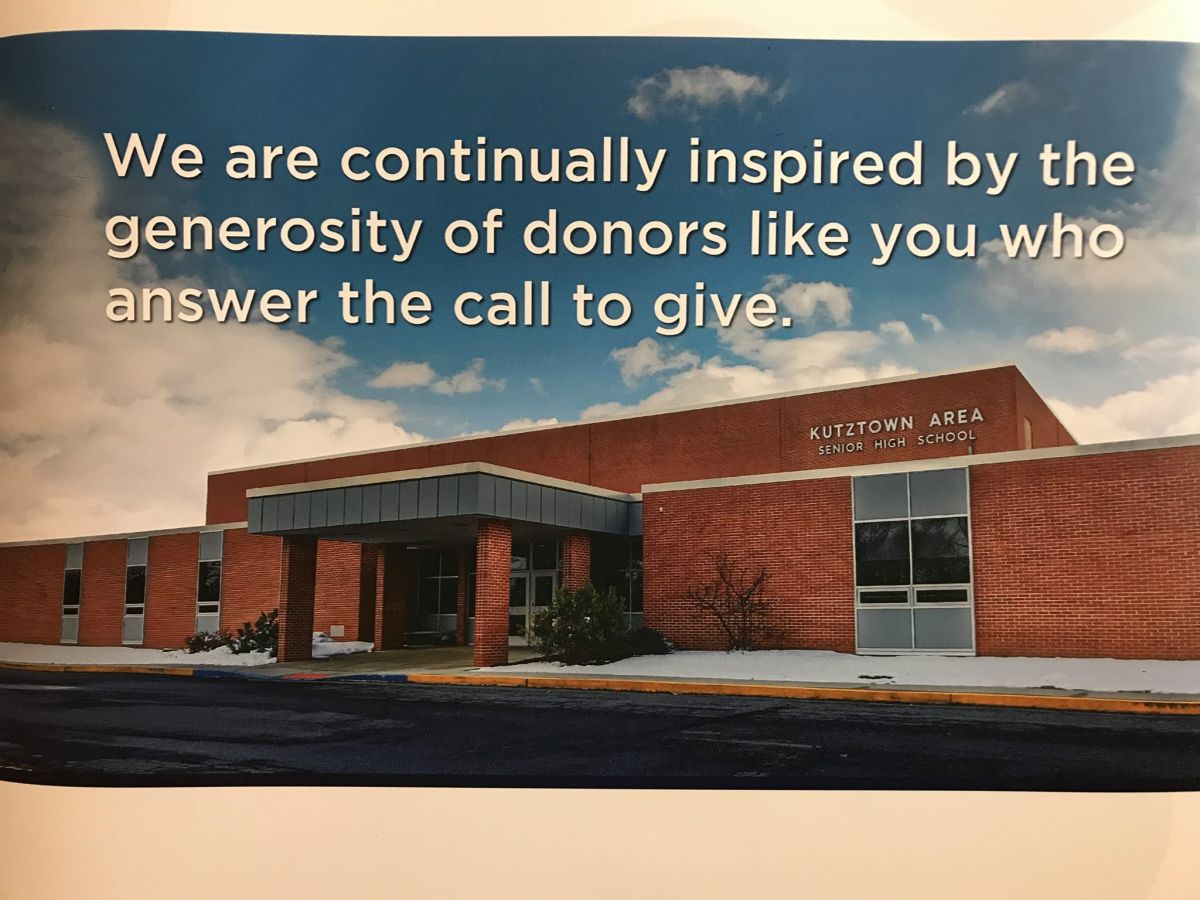 We are continually inspired by the
generosity of donors like you who
answer the call to give.
KUTZTOWN AREA
SENIOR HIGH SCHOOL